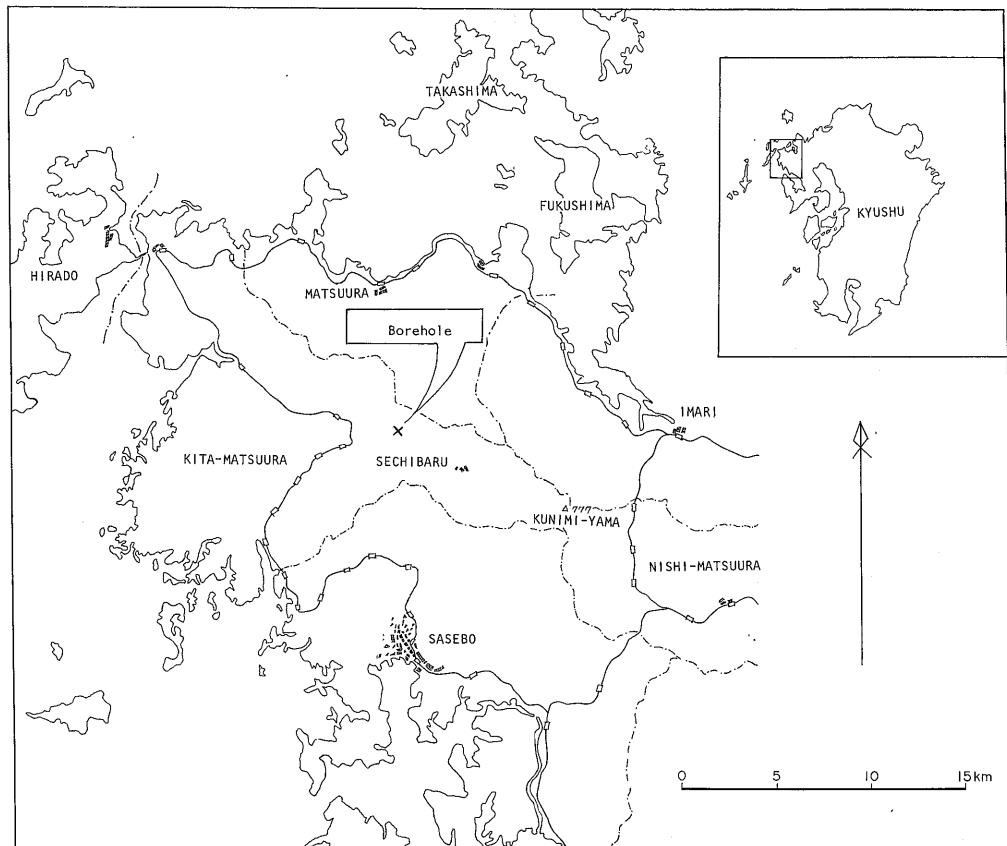 TAKASHIMA
FUKUSHIMA
KYUSHU
HIRADO
MATSUURA
Borehole
IMARI
KITA-MATSUURA
SECHIBARU
777
KUNIMI-YAMA
NISHI-MATSUURA
SASEBO
0 5 10 15km